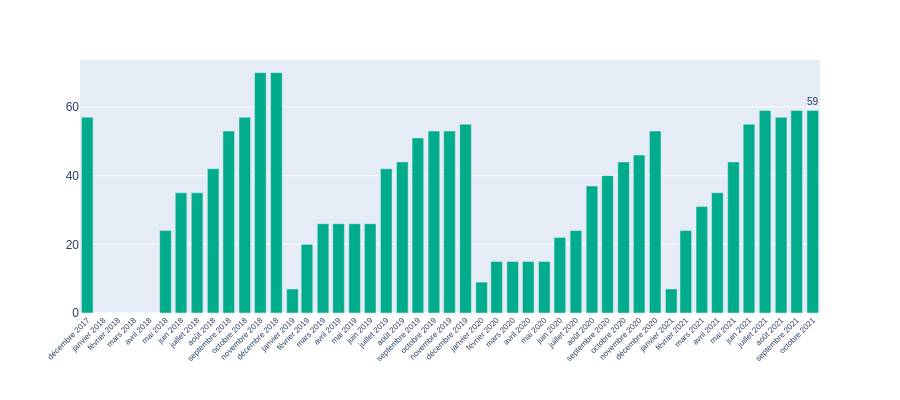 60
40
20
0
59
décembre 2017
janvier 2018
février 2018
mars 2018
avril 2018
mai 2018
juin 2018
juillet 2018
août 2018
septembre 2018
octobre 2018
novembre 2018
décembre 2018
janvier 2019
février 2019
mars 2019
avril 2019
mai 2019
juin 2019
juillet 2019
août 2019
septembre 2019
octobre 2019
novembre 2019
décembre 2019
janvier 2020
février 2020
mars 2020
avril 2020
mai 2020
juin 2020
juillet 2020
août 2020
septembre 2020
octobre 2020
novembre 2020
décembre 2020
janvier 2021
février 2021
mars 2021
avril 2021
mai 2021
juin 2021
juillet 2021
août 2021
septembre 2021
octobre 2021